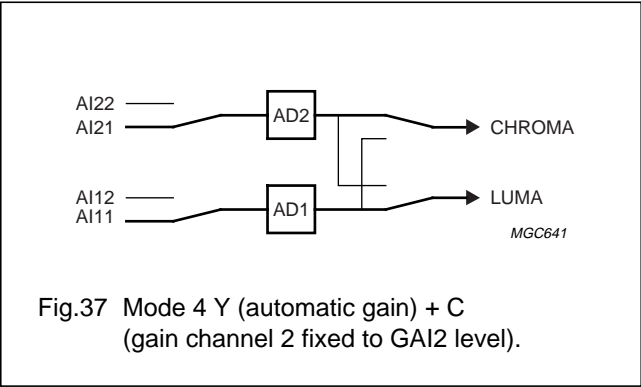 AI22
AI21
AD2
CHROMA
AI12
AI11
AD1
LUMA
MGC641
Fig.37 Mode 4 Y (automatic gain) + C
(gain channel 2 fixed to GAI2 level).